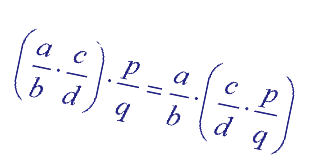 (a/b · c/d) · p/q = a/b · (c/d · p/q)